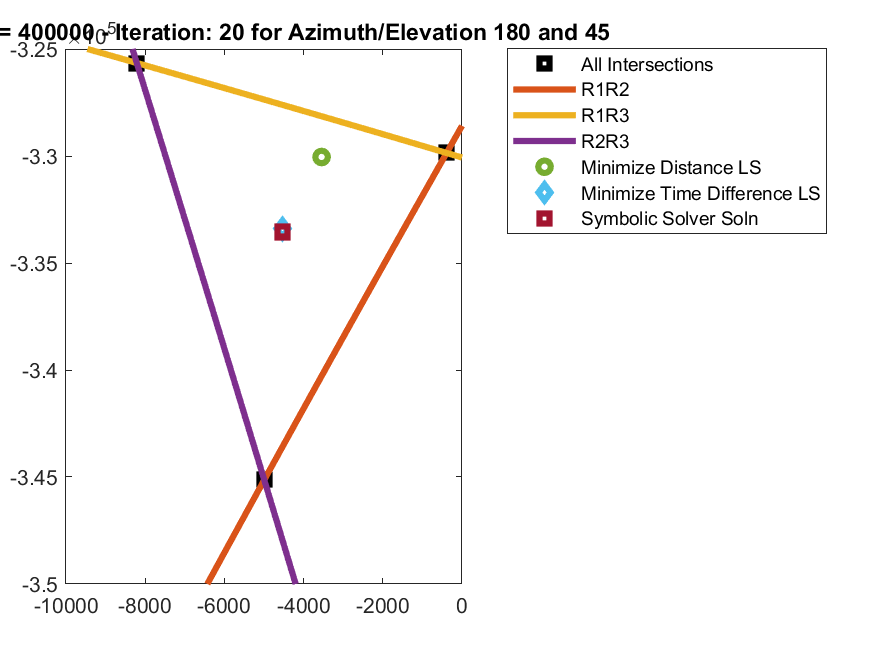 = 400000 - Iteration: 20 for Azimuth/Elevation 180 and 45
×10^5
-3.25
-3.3
-3.35
-3.4
-3.45
-3.5
-10000 -8000 -6000 -4000 -2000 0
All Intersections
R1R2
R1R3
R2R3
Minimize Distance LS
Minimize Time Difference LS
Symbolic Solver Soln